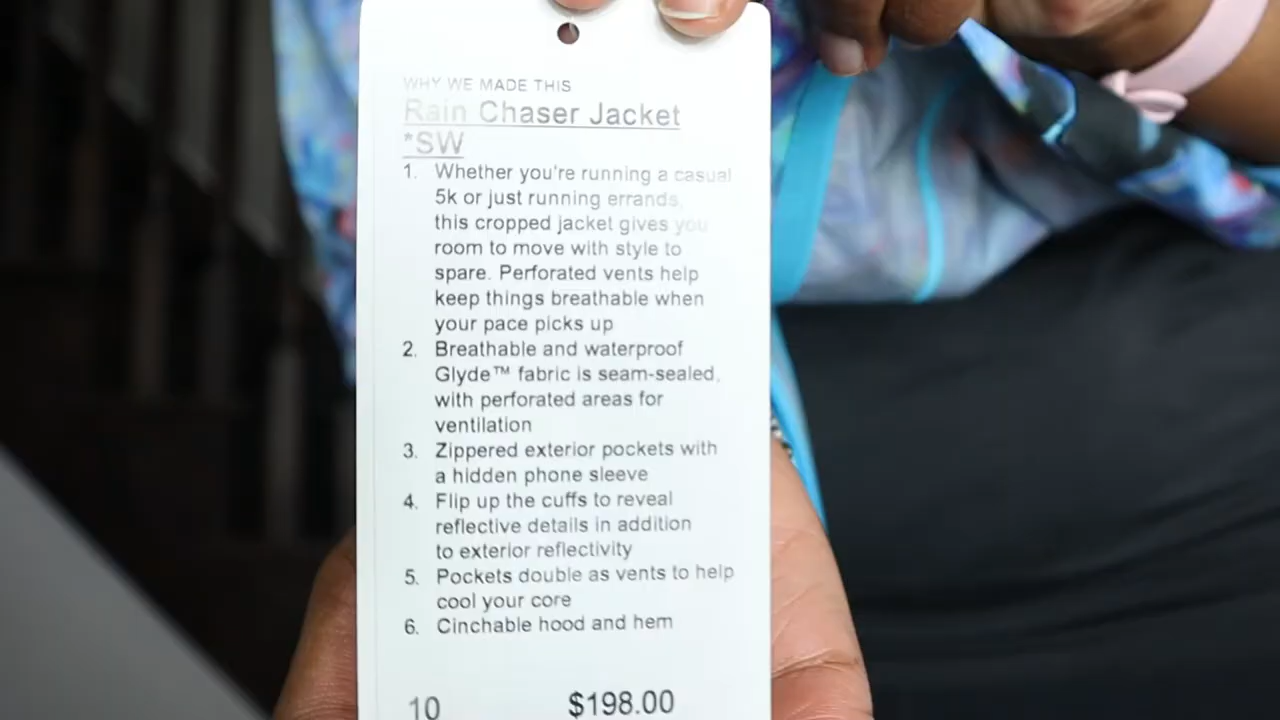 WHY WE MADE THIS
Rain Chaser Jacket
*SW
1. Whether you're running a casual
5k or just running errands,
this cropped jacket gives you
room to move with style to
spare. Perforated vents help
keep things breathable when
your pace picks up
2. Breathable and waterproof
Glyde™ fabric is seam-sealed,
with perforated areas for
ventilation
3. Zippered exterior pockets with
a hidden phone sleeve
4. Flip up the cuffs to reveal
reflective details in addition
to exterior reflectivity
5. Pockets double as vents to help
cool your core
6. Cinchable hood and hem
10 $198.00